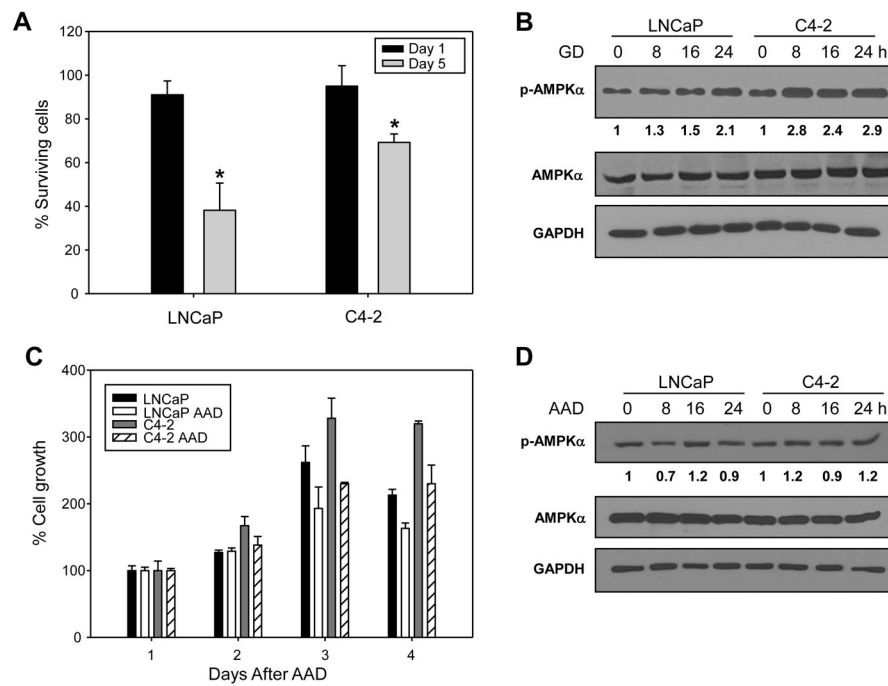 A
120
100
80
60
40
20
0
% Surviving cells
Day 1
Day 5
*
*
LNCaP
C4-2
B
LNCaP C4-2
GD 0 8 16 24 0 8 16 24 h
p-AMPKα
1 1.3 1.5 2.1 1 2.8 2.4 2.9
AMPKα
GAPDH
C
400
300
200
100
0
% Cell growth
LNCaP
LNCaP AAD
C4-2
C4-2 AAD
1 2 3 4
Days After AAD
D
LNCaP C4-2
AAD 0 8 16 24 0 8 16 24 h
p-AMPKα
1 0.7 1.2 0.9 1 1.2 0.9 1.2
AMPKα
GAPDH